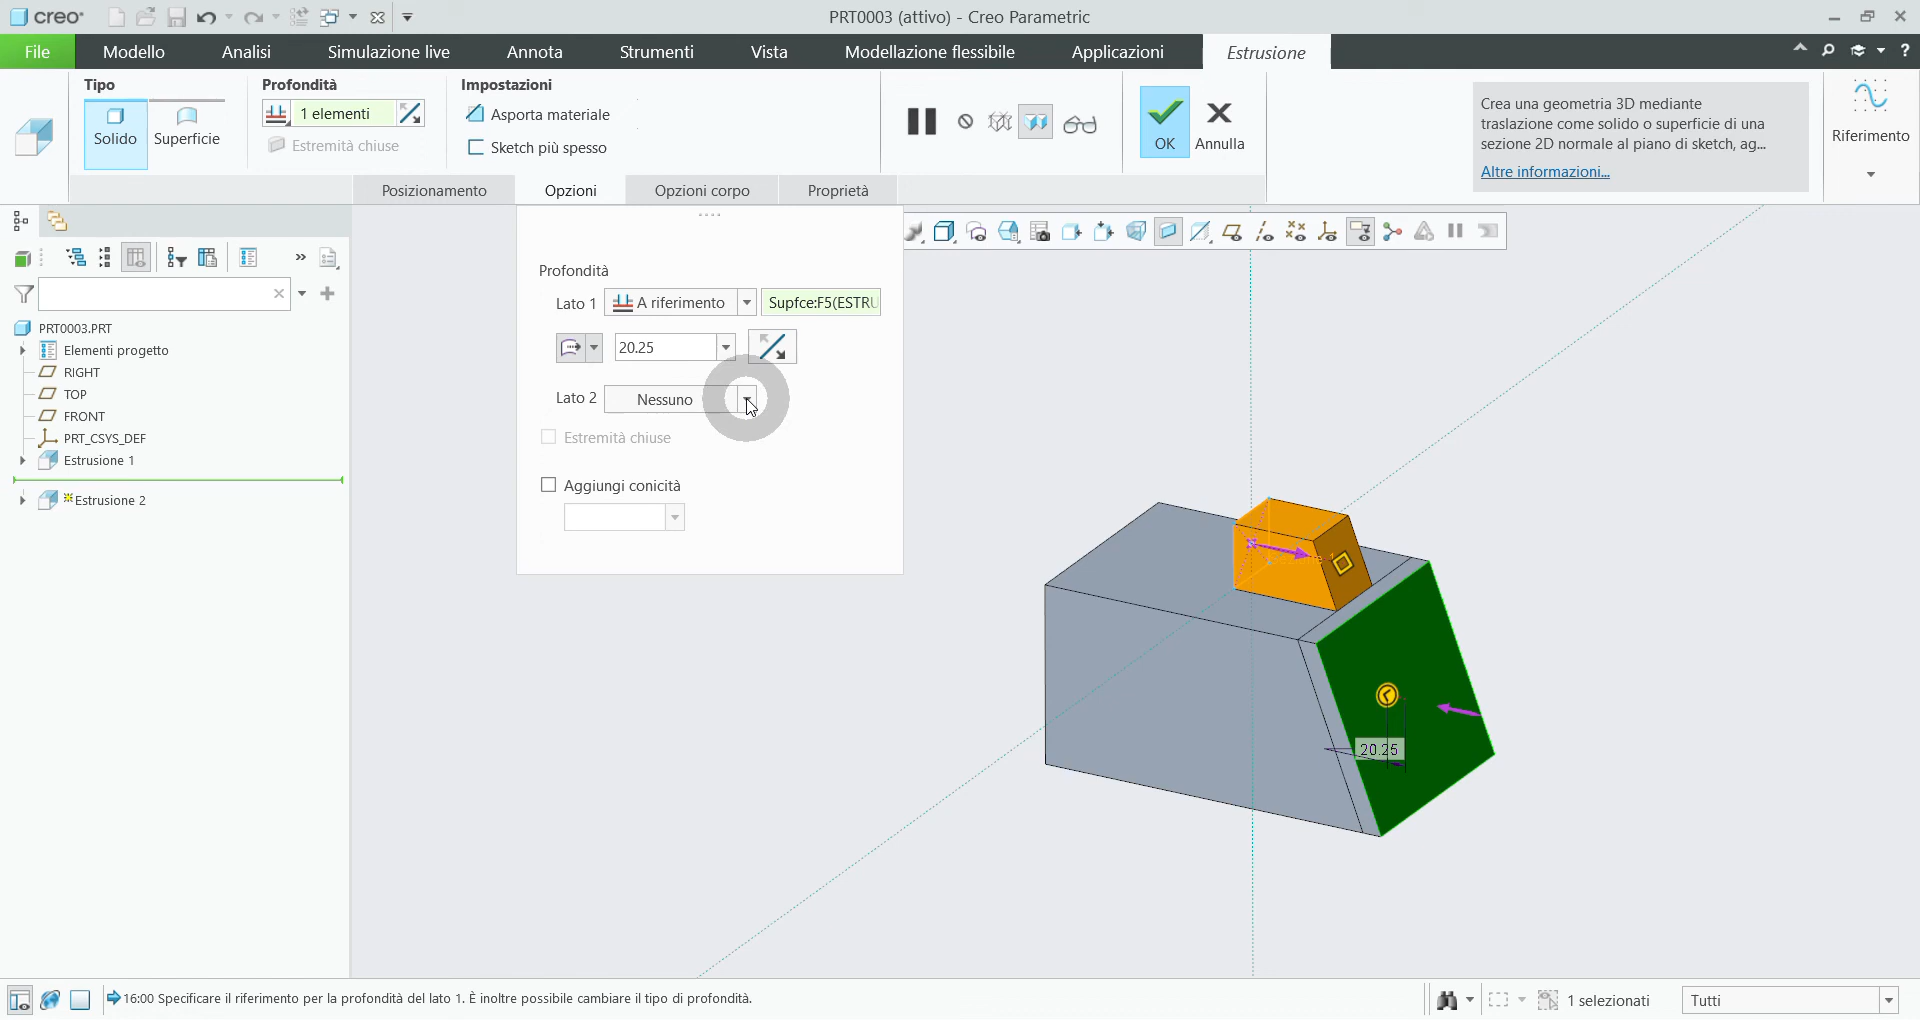 creo
PRT0003 (attivo) - Creo Parametric
File
Modello
Analisi
Simulazione live
Annota
Strumenti
Vista
Modellazione flessibile
Applicazioni
Estrusione
Tipo
Solido
Superficie
Profondità
1 elementi
Estremità chiuse
Impostazioni
Asporta materiale
Sketch più spesso
OK
Annulla
Crea una geometria 3D mediante
traslazione come solido o superficie di una
sezione 2D normale al piano di sketch, ag...
Altre informazioni...
Riferimento
Posizionamento
Opzioni
Opzioni corpo
Proprietà
PRT0003.PRT
Elementi progetto
RIGHT
TOP
FRONT
PRT_CSYS_DEF
Estrusione 1
Estrusione 2
Profondità
Lato 1
A riferimento
Supfce:F5(ESTRU
20.25
Lato 2
Nessuno
Estremità chiuse
Aggiungi conicità
20.25
16:00 Specificare il riferimento per la profondità del lato 1. È inoltre possibile cambiare il tipo di profondità.
1 selezionati
Tutti